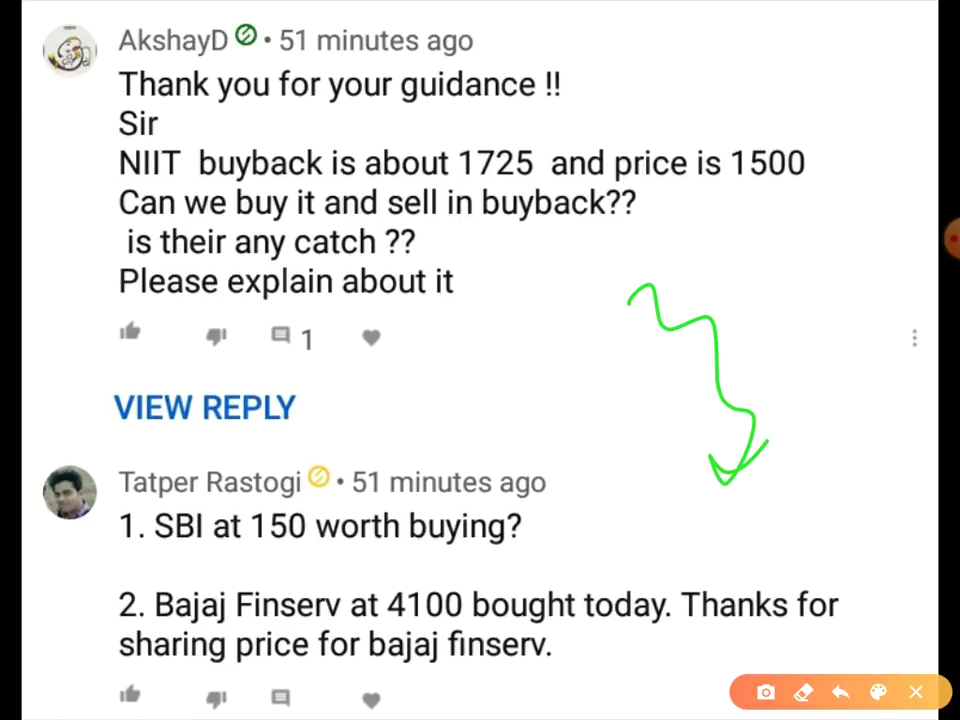 AkshayD • 51 minutes ago
Thank you for your guidance !!
Sir
NIIT buyback is about 1725 and price is 1500
Can we buy it and sell in buyback??
is their any catch ??
Please explain about it
1
VIEW REPLY
Tatper Rastogi • 51 minutes ago
1. SBI at 150 worth buying?
2. Bajaj Finserv at 4100 bought today. Thanks for
sharing price for bajaj finserv.